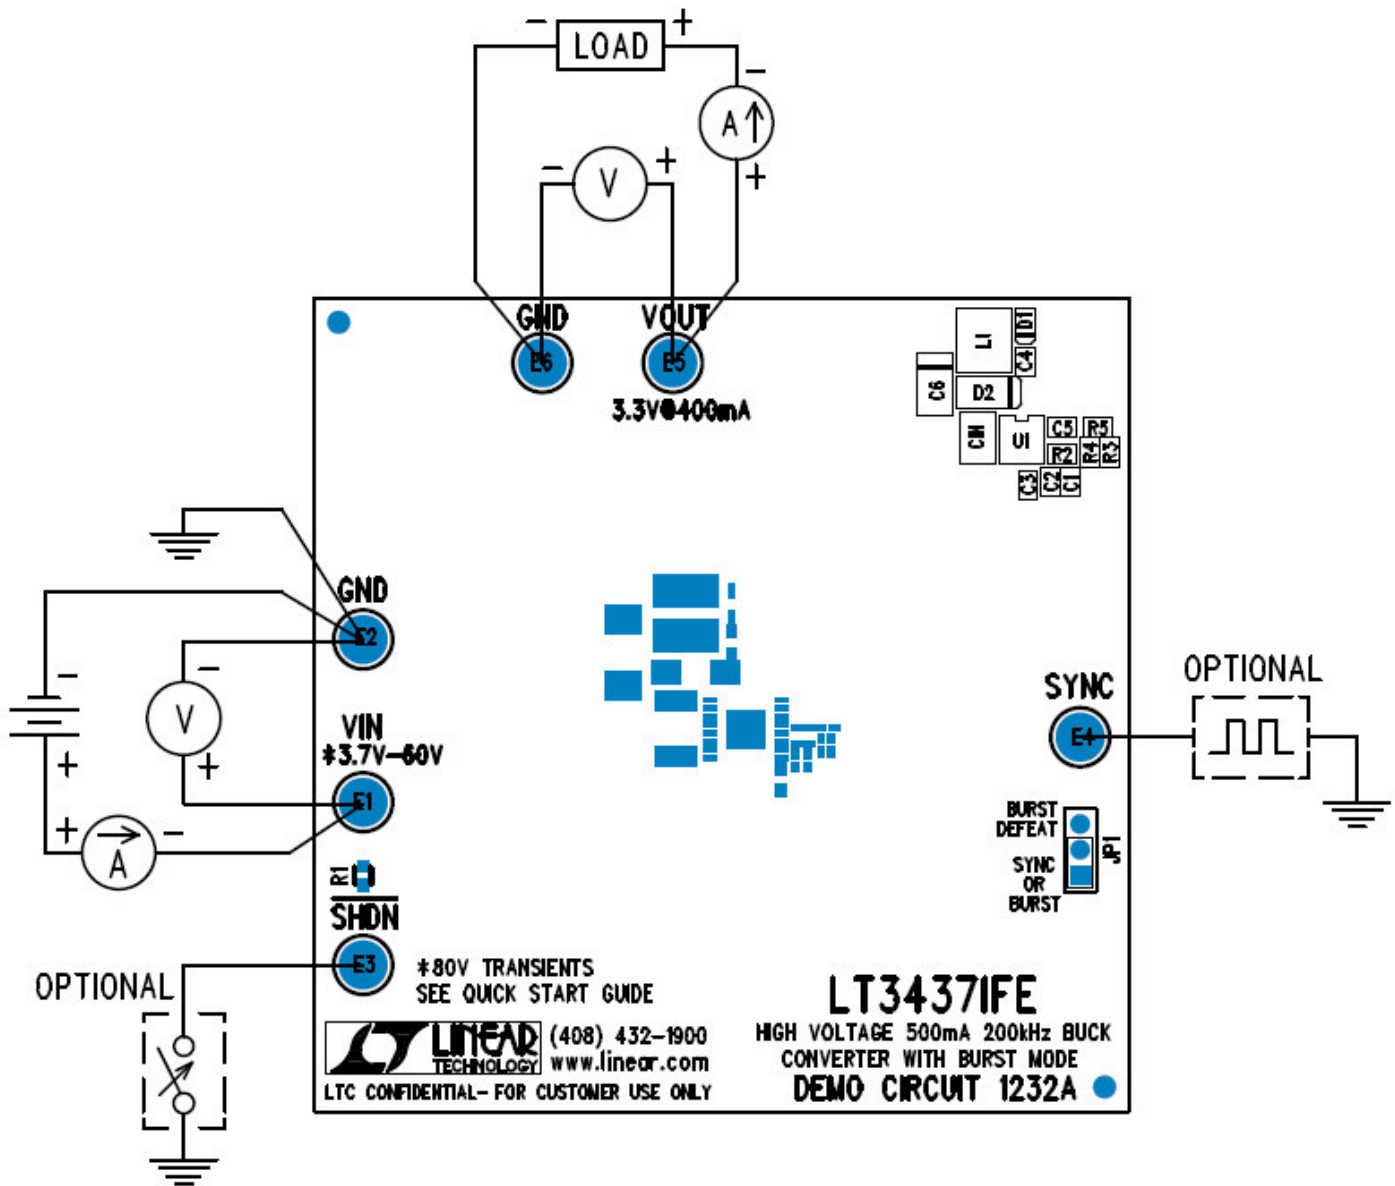 - LOAD +
-
A
+
- V +
GND VOUT
E6 E5
3.3V@400mA
L1 D1
C4
C6 D2
CIN U1 C5 R5
R2 R4 R3
C3 C2 C1
GND
E2
-
-
V
+
+
VIN
*3.7V-60V
E1
+ A -
R1
SHDN
E3
OPTIONAL
SYNC
E4
OPTIONAL
BURST
DEFEAT
JP1
SYNC
OR
BURST
*80V TRANSIENTS
SEE QUICK START GUIDE
LT3437IFE
HIGH VOLTAGE 500mA 200kHz BUCK
CONVERTER WITH BURST MODE
DEMO CIRCUIT 1232A
LINEAR
TECHNOLOGY
(408) 432-1900
www.linear.com
LTC CONFIDENTIAL- FOR CUSTOMER USE ONLY